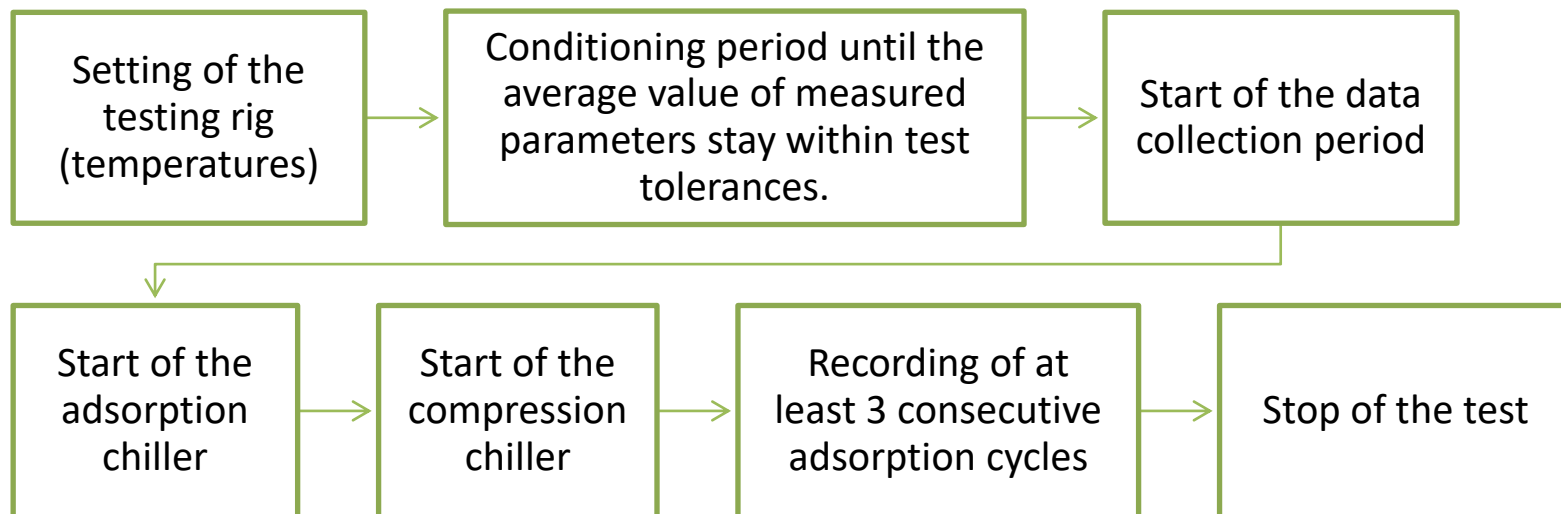 Setting of the
testing rig
(temperatures)
Conditioning period until the
average value of measured
parameters stay within test
tolerances.
Start of the data
collection period
Start of the
adsorption
chiller
Start of the
compression
chiller
Recording of at
least 3 consecutive
adsorption cycles
Stop of the test